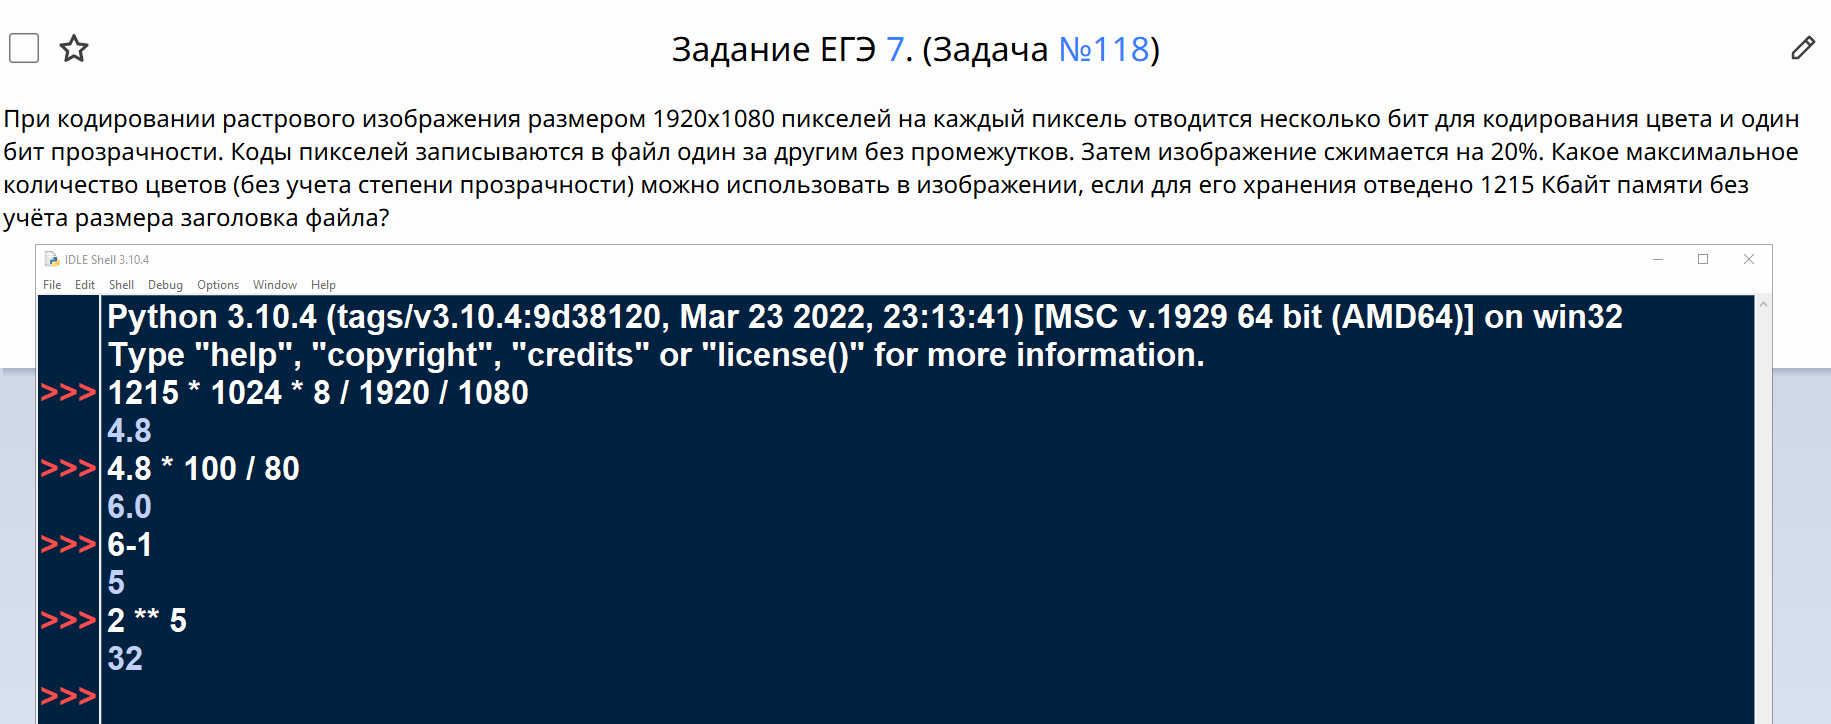 Задание ЕГЭ 7. (Задача №118)
При кодировании растрового изображения размером 1920x1080 пикселей на каждый пиксель отводится несколько бит для кодирования цвета и один
бит прозрачности. Коды пикселей записываются в файл один за другим без промежутков. Затем изображение сжимается на 20%. Какое максимальное
количество цветов (без учета степени прозрачности) можно использовать в изображении, если для его хранения отведено 1215 Кбайт памяти без
учёта размера заголовка файла?
IDLE Shell 3.10.4
File Edit Shell Debug Options Window Help
Python 3.10.4 (tags/v3.10.4:9d38120, Mar 23 2022, 23:13:41) [MSC v.1929 64 bit (AMD64)] on win32
Type "help", "copyright", "credits" or "license()" for more information.
>>> 1215 * 1024 * 8 / 1920 / 1080
4.8
>>> 4.8 * 100 / 80
6.0
>>> 6-1
5
>>> 2 ** 5
32
>>>